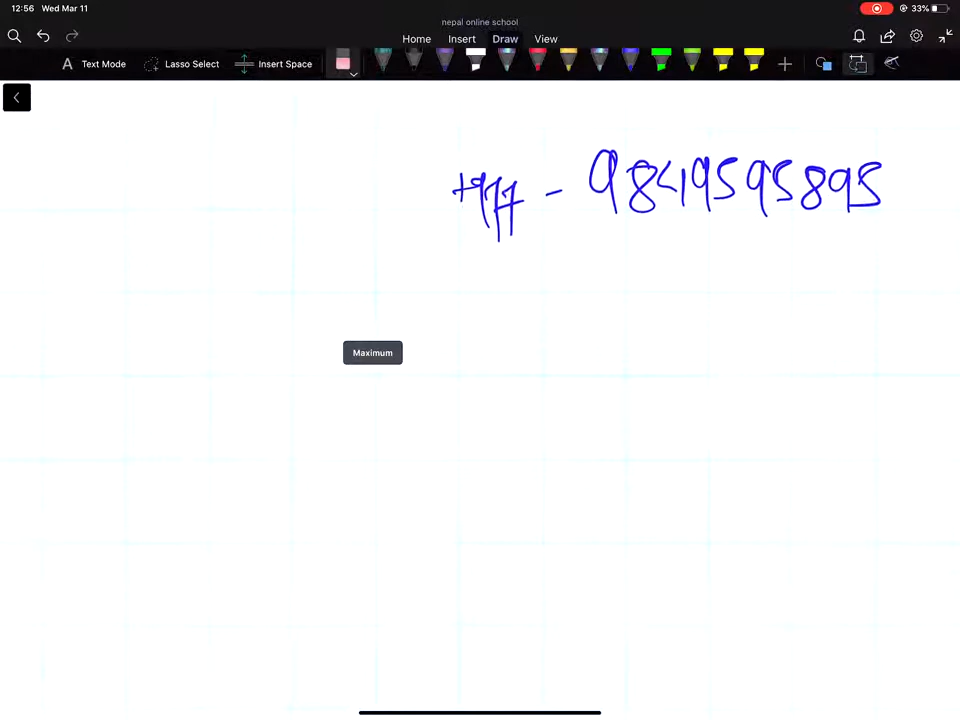 12:56 Wed Mar 11
33%
nepal online school
Home Insert Draw View
Text Mode Lasso Select Insert Space
+977 - 9849595895
Maximum